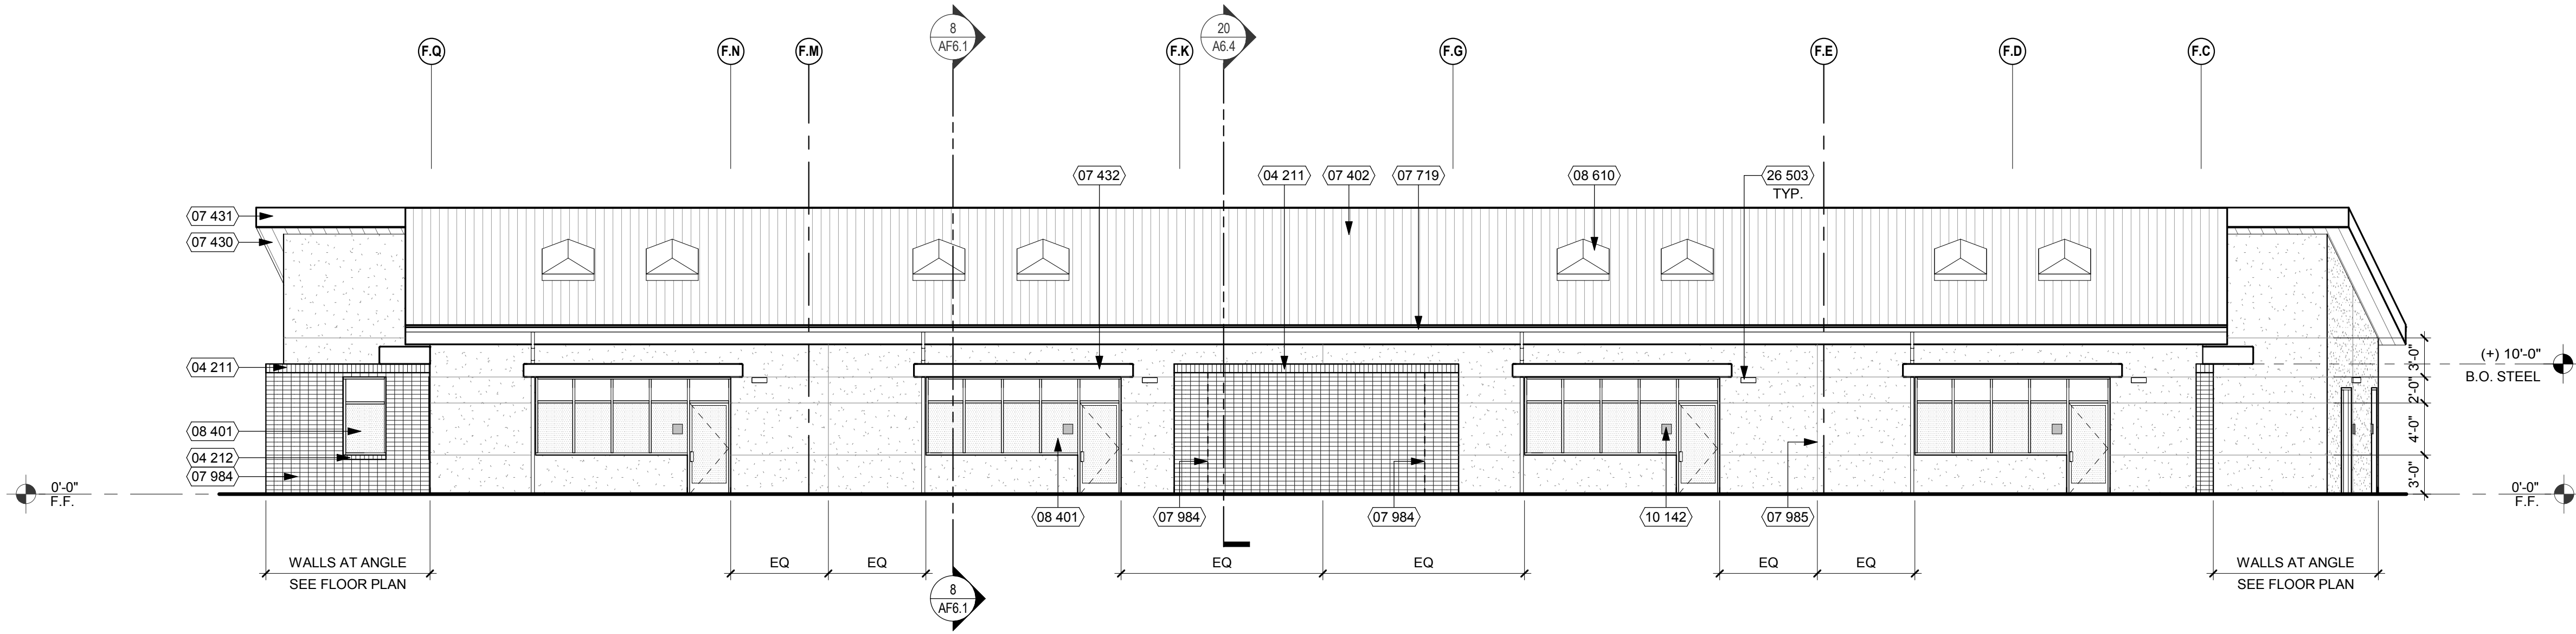 8
AF6.1
20
A6.4
F.Q
F.N
F.M
F.K
F.G
F.E
F.D
F.C
07 432
04 211
07 402
07 719
08 610
26 503
TYP.
07 431
07 430
04 211
08 401
04 212
07 984
0'-0"
F.F.
3'-0"
2'-0"
4'-0"
3'-0"
(+) 10'-0"
B.O. STEEL
0'-0"
F.F.
08 401
07 984
07 984
10 142
07 985
WALLS AT ANGLE
SEE FLOOR PLAN
EQ
EQ
EQ
EQ
EQ
EQ
WALLS AT ANGLE
SEE FLOOR PLAN
8
AF6.1